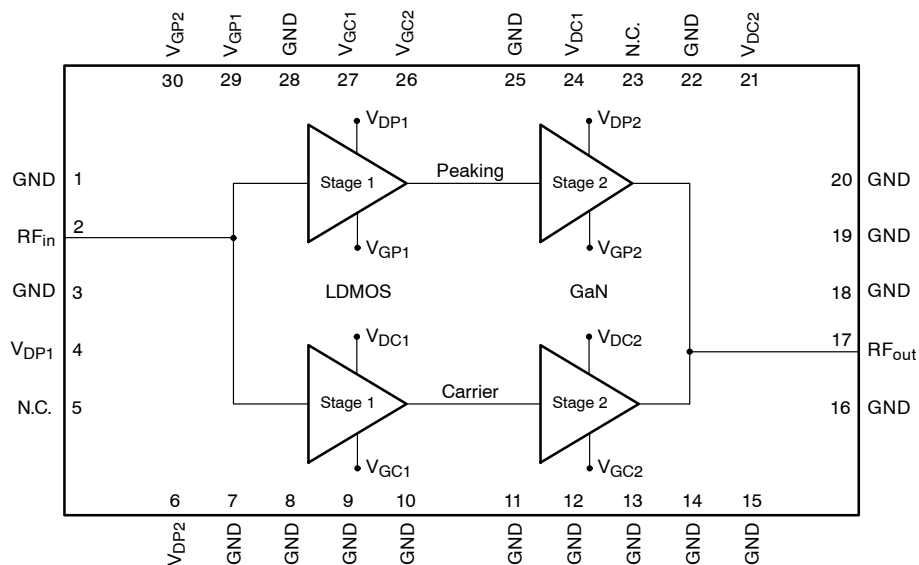 VGP2 VGP1 GND VGC1 VGC2 GND VDC1 N.C. GND VDC2
30 29 28 27 26 25 24 23 22 21
VDP1 VDP2
GND 1 Stage 1 Peaking Stage 2 20 GND
RFin 2 19 GND
VGP1 VGP2
GND 3 LDMOS GaN 18 GND
VDC1 VDC2 17
VDP1 4 RFout
N.C. 5 Stage 1 Carrier Stage 2 16 GND
VGC1 VGC2
6 7 8 9 10 11 12 13 14 15
VDP2 GND GND GND GND GND GND GND GND GND